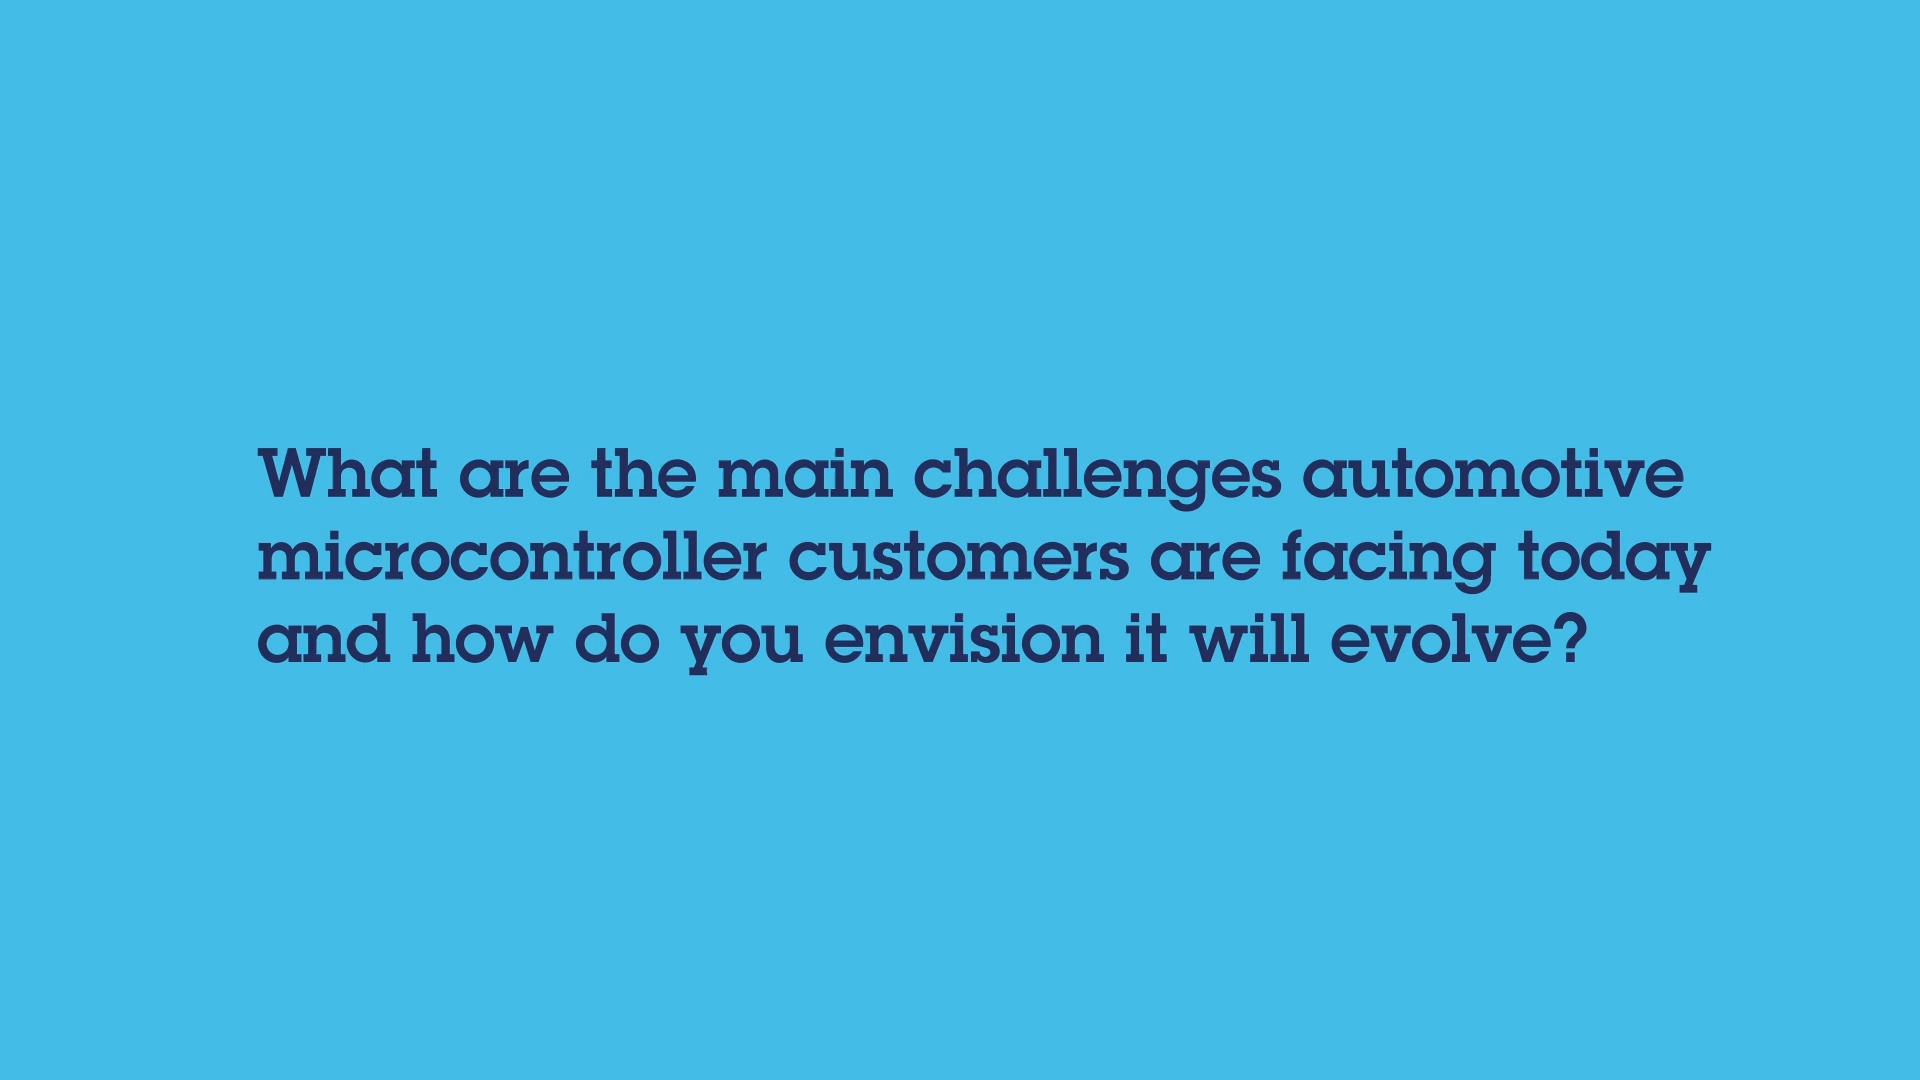 What are the main challenges automotive
microcontroller customers are facing today
and how do you envision it will evolve?